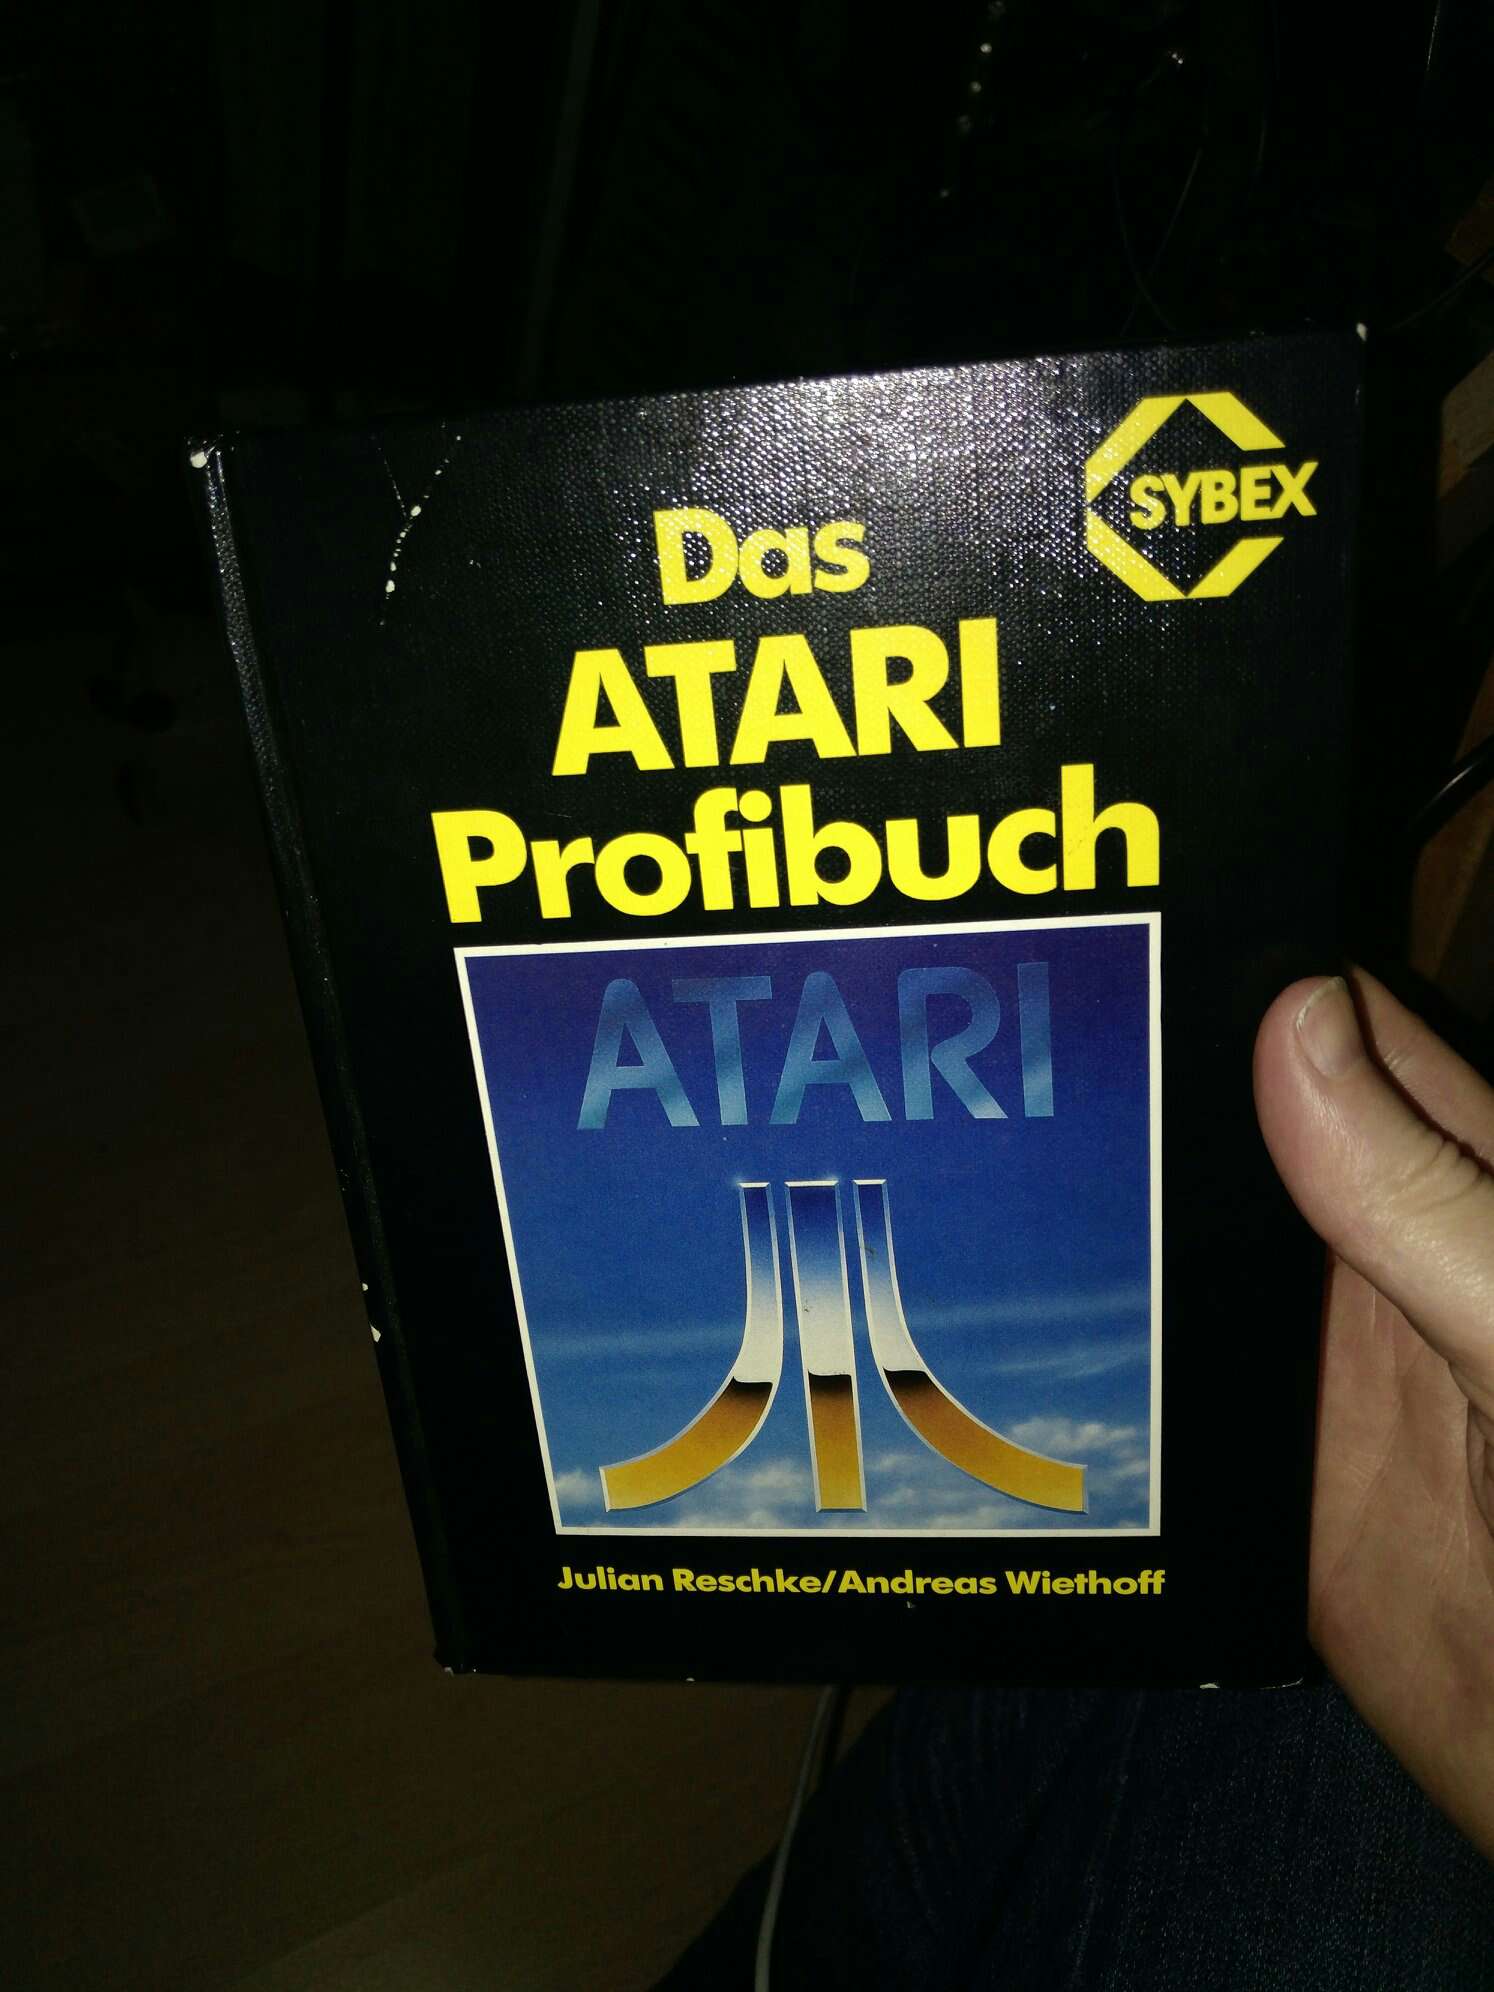 SYBEX
Das
ATARI
Profibuch
ATARI
Julian Reschke/Andreas Wiethoff